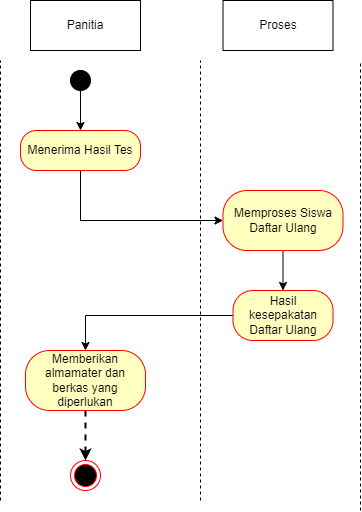 Panitia
Proses
Menerima Hasil Tes
Memproses Siswa
Daftar Ulang
Hasil
kesepakatan
Daftar Ulang
Memberikan
almamater dan
berkas yang
diperlukan